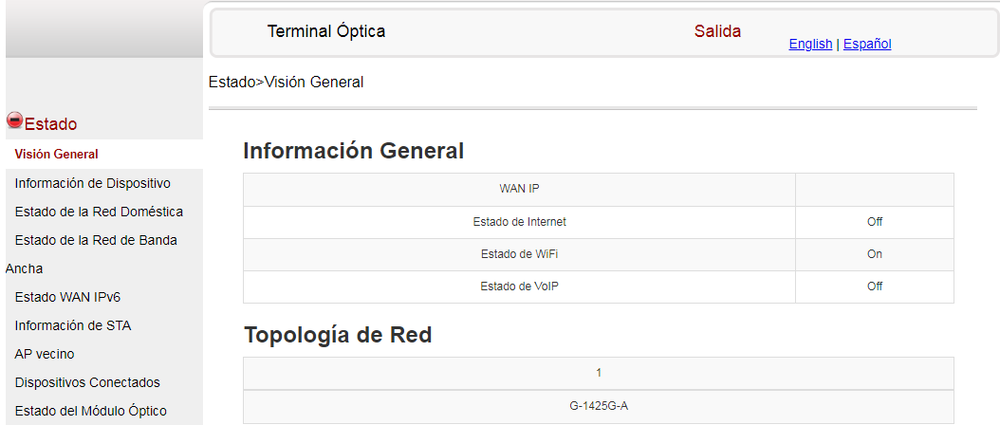 Terminal Óptica
Salida
English | Español
Estado>Visión General
Estado
Visión General
Información de Dispositivo
Estado de la Red Doméstica
Estado de la Red de Banda
Ancha
Estado WAN IPv6
Información de STA
AP vecino
Dispositivos Conectados
Estado del Módulo Óptico
Información General
WAN IP
Estado de Internet Off
Estado de WiFi On
Estado de VoIP Off
Topología de Red
1
G-1425G-A